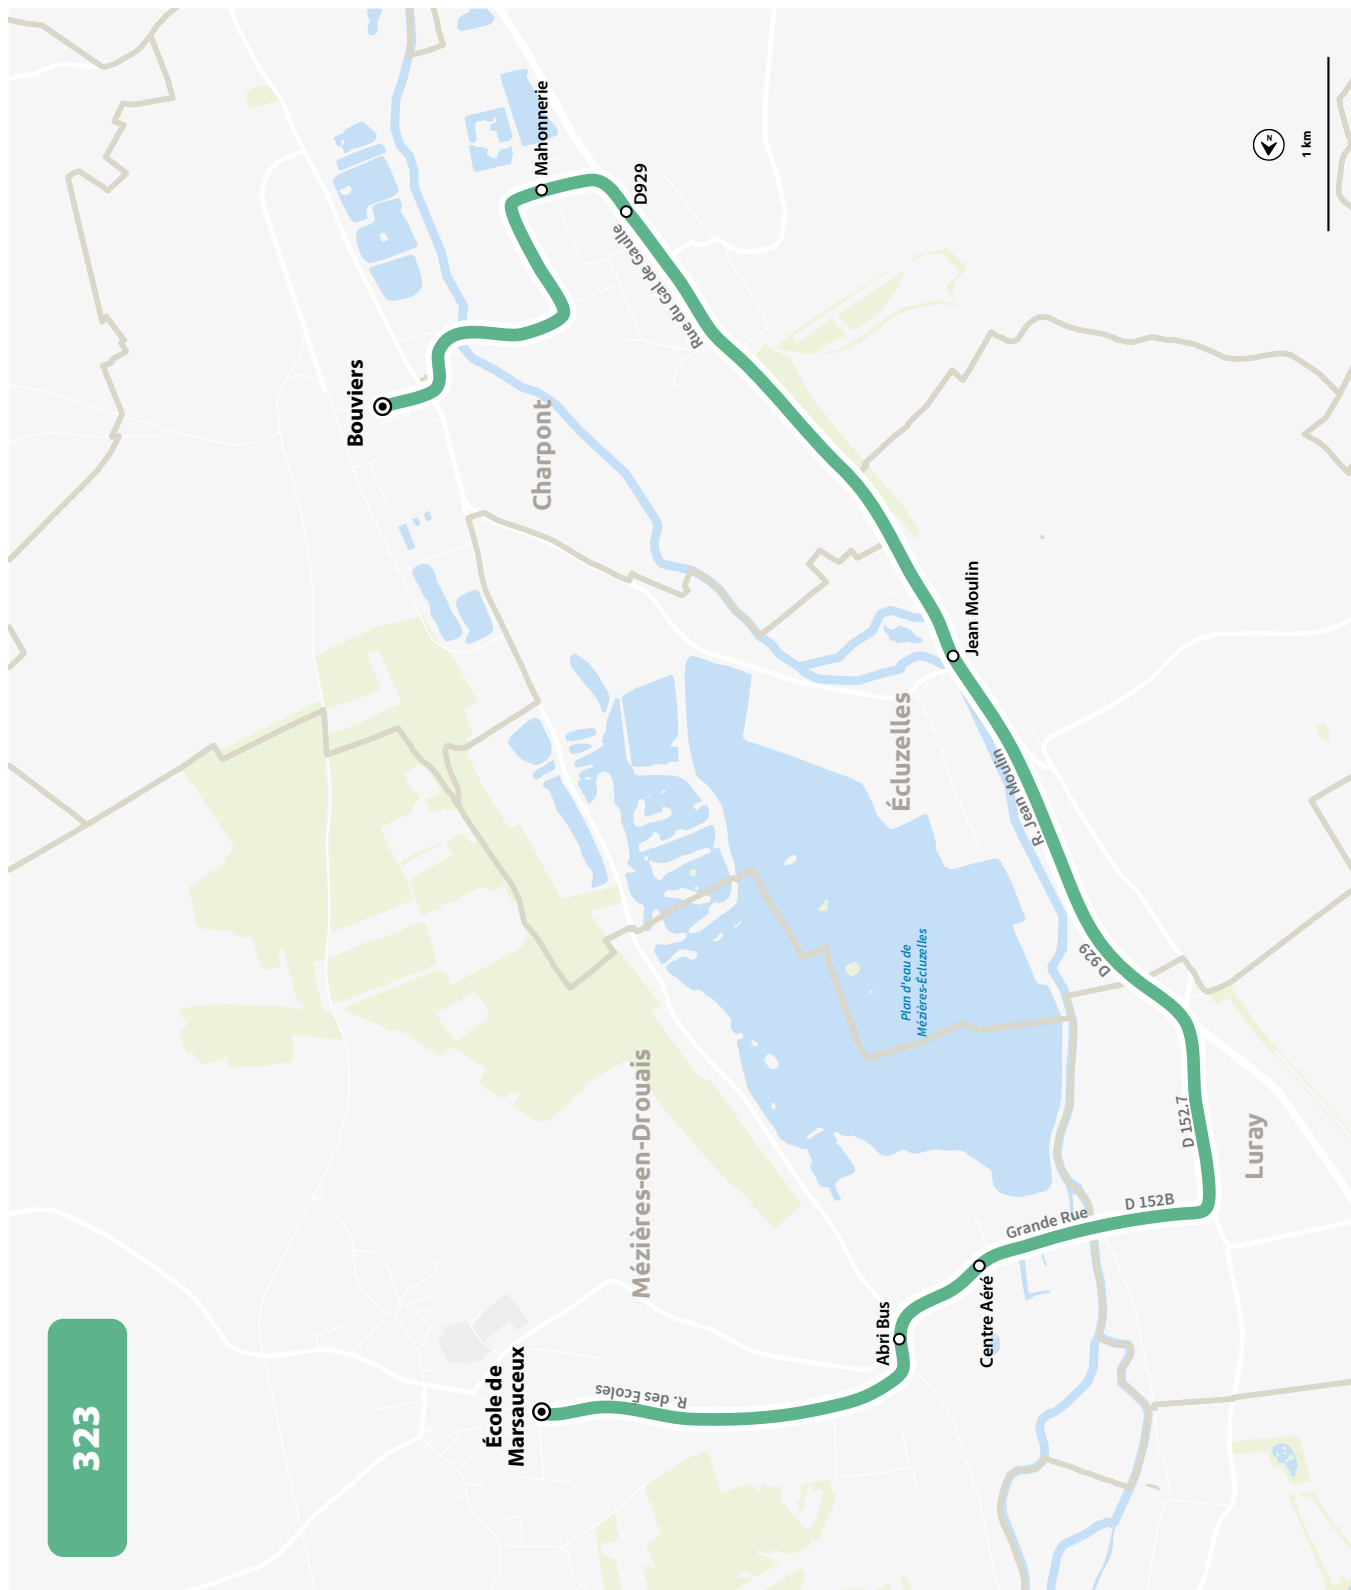 323
École de
Marsauceux
R. des Écoles
Abri Bus
Centre Aéré
Grande Rue
D 152B
D 152.7
Luray
Mézières-en-Drouais
Plan d'eau de
Mézières-Écluzelles
D 929
R. Jean Moulin
Écluzelles
Jean Moulin
Charpont
Bouviers
Rue du Gal de Gaulle
D929
Mahonnerie
N
1 km